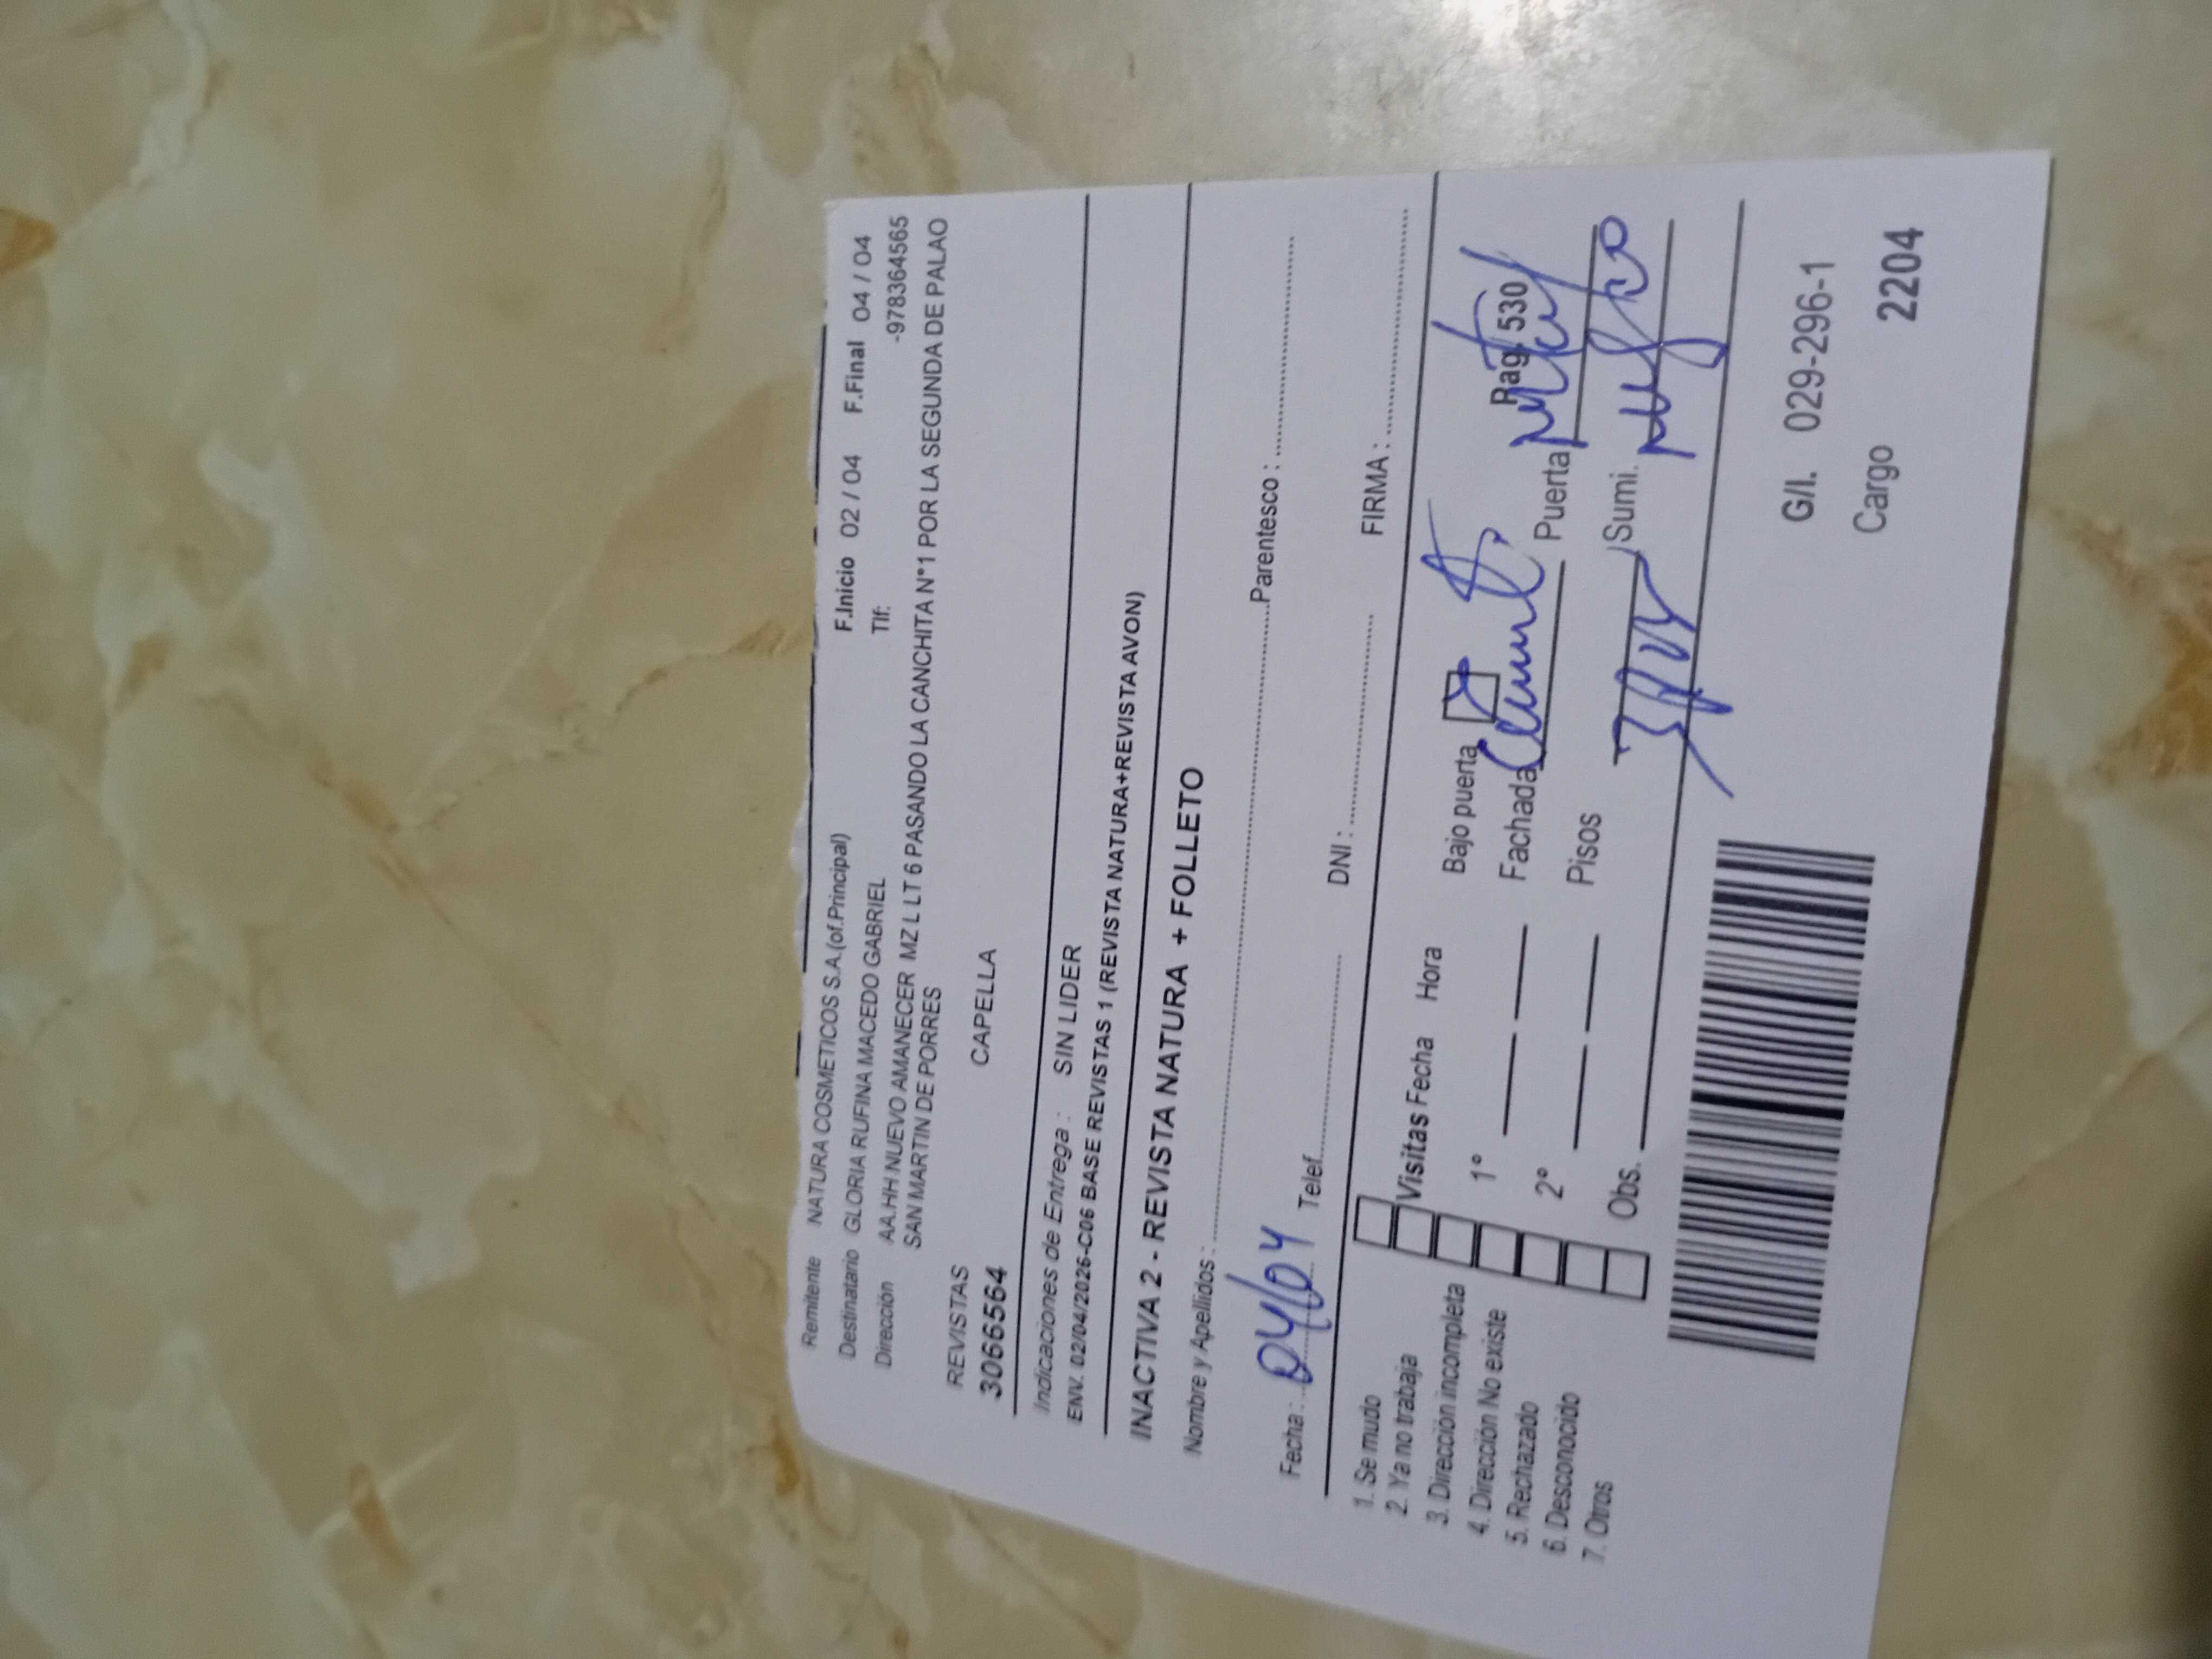 Remitente NATURA COSMETICOS S.A.(of.Principal) F.Inicio 02 / 04 F.Final 04 / 04
Destinatario GLORIA RUFINA MACEDO GABRIEL Tlf: -978364565
Dirección AA.HH NUEVO AMANECER MZ L LT 6 PASANDO LA CANCHITA N°1 POR LA SEGUNDA DE PALAO
SAN MARTIN DE PORRES
REVISTAS CAPELLA
3066564
Indicaciones de Entrega : SIN LIDER
ENV. 02/04/2026-C06 BASE REVISTAS 1 (REVISTA NATURA+REVISTA AVON)
INACTIVA 2 - REVISTA NATURA + FOLLETO
Nombre y Apellidos : Parentesco :
Fecha : 04/04 Telef. DNI : FIRMA :
1. Se mudo
2. Ya no trabaja
3. Dirección incompleta
4. Dirección No existe
5. Rechazado
6. Desconocido
7. Otros
Visitas Fecha Hora
1°
2°
Obs.
Bajo puerta
Fachada Puerta Pag. 530
Pisos Sumi.
G/I. 029-296-1
Cargo 2204